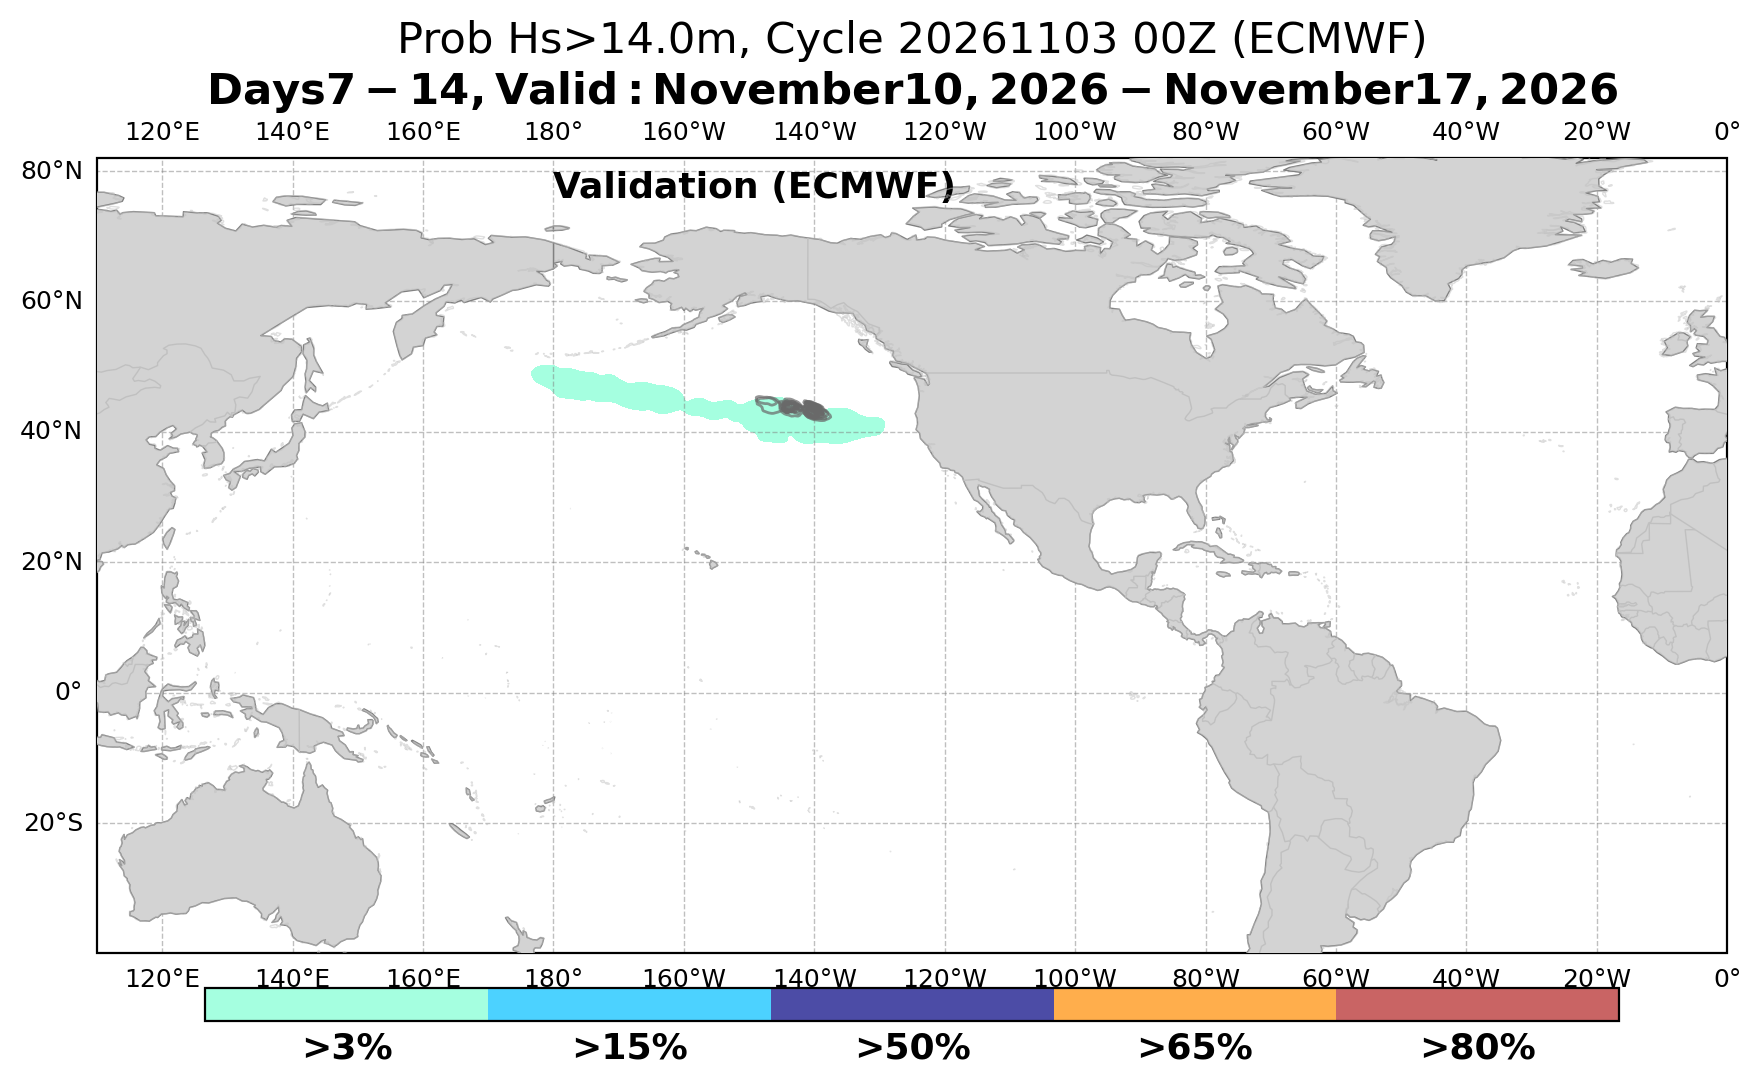 Prob Hs>14.0m, Cycle 20261103 00Z (ECMWF)
Days7 − 14, Valid : November10, 2026 − November17, 2026
120°E 140°E 160°E 180° 160°W 140°W 120°W 100°W 80°W 60°W 40°W 20°W 0°
80°N
Validation (ECMWF)
60°N
40°N
20°N
0°
20°S
120°E 140°E 160°E 180° 160°W 140°W 120°W 100°W 80°W 60°W 40°W 20°W 0°
>3% >15% >50% >65% >80%